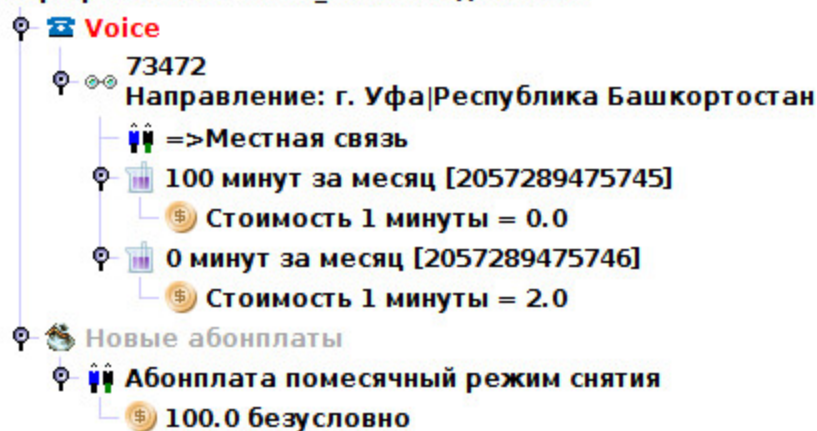 Voice
73472
Направление: г. Уфа|Республика Башкортостан
=>Местная связь
100 минут за месяц [2057289475745]
Стоимость 1 минуты = 0.0
0 минут за месяц [2057289475746]
Стоимость 1 минуты = 2.0
Новые абонплаты
Абонплата помесячный режим снятия
100.0 безусловно